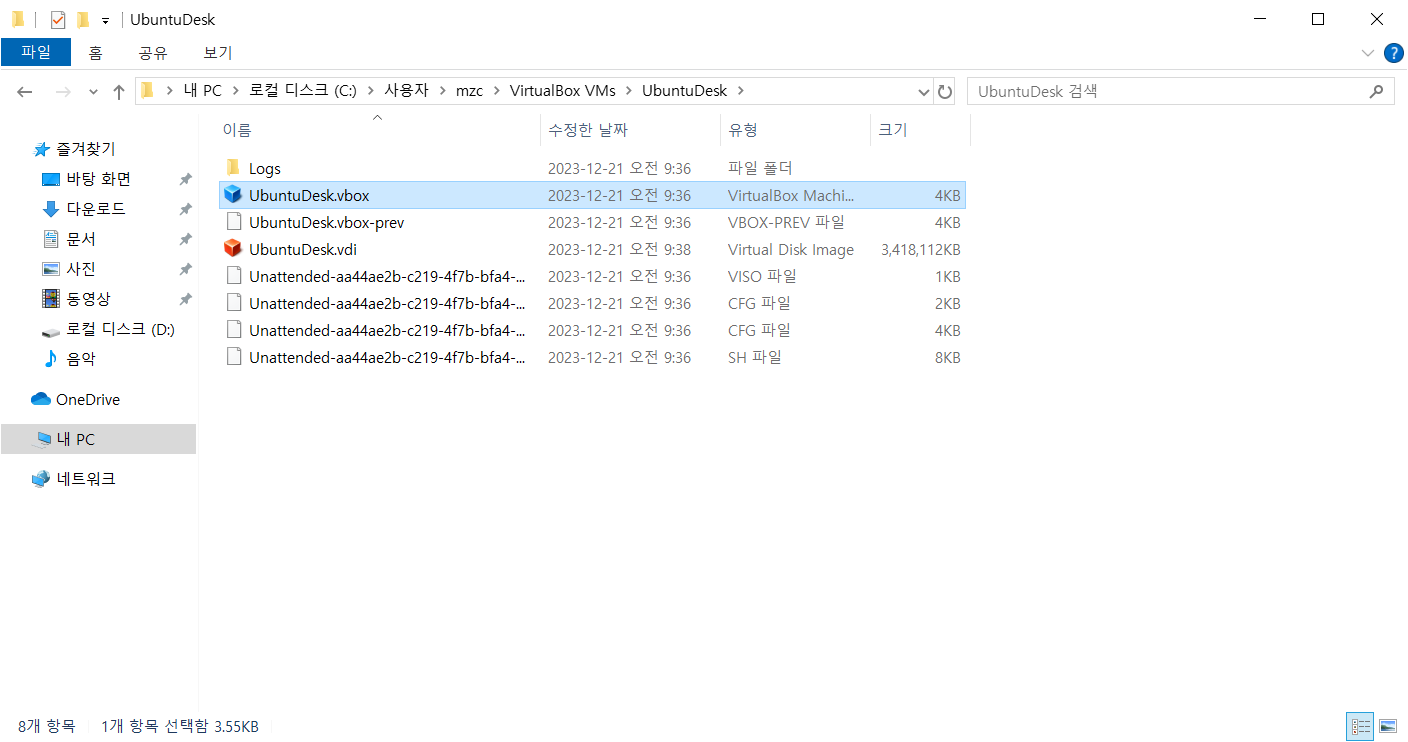 UbuntuDesk
파일 홈 공유 보기
내 PC 로컬 디스크 (C:) 사용자 mzc VirtualBox VMs UbuntuDesk UbuntuDesk 검색
이름 수정한 날짜 유형 크기
즐겨찾기
바탕 화면
다운로드
문서
사진
동영상
로컬 디스크 (D:)
음악
OneDrive
내 PC
네트워크
Logs 2023-12-21 오전 9:36 파일 폴더
UbuntuDesk.vbox 2023-12-21 오전 9:36 VirtualBox Machi... 4KB
UbuntuDesk.vbox-prev 2023-12-21 오전 9:36 VBOX-PREV 파일 4KB
UbuntuDesk.vdi 2023-12-21 오전 9:38 Virtual Disk Image 3,418,112KB
Unattended-aa44ae2b-c219-4f7b-bfa4-... 2023-12-21 오전 9:36 VISO 파일 1KB
Unattended-aa44ae2b-c219-4f7b-bfa4-... 2023-12-21 오전 9:36 CFG 파일 2KB
Unattended-aa44ae2b-c219-4f7b-bfa4-... 2023-12-21 오전 9:36 CFG 파일 4KB
Unattended-aa44ae2b-c219-4f7b-bfa4-... 2023-12-21 오전 9:36 SH 파일 8KB
8개 항목 1개 항목 선택함 3.55KB